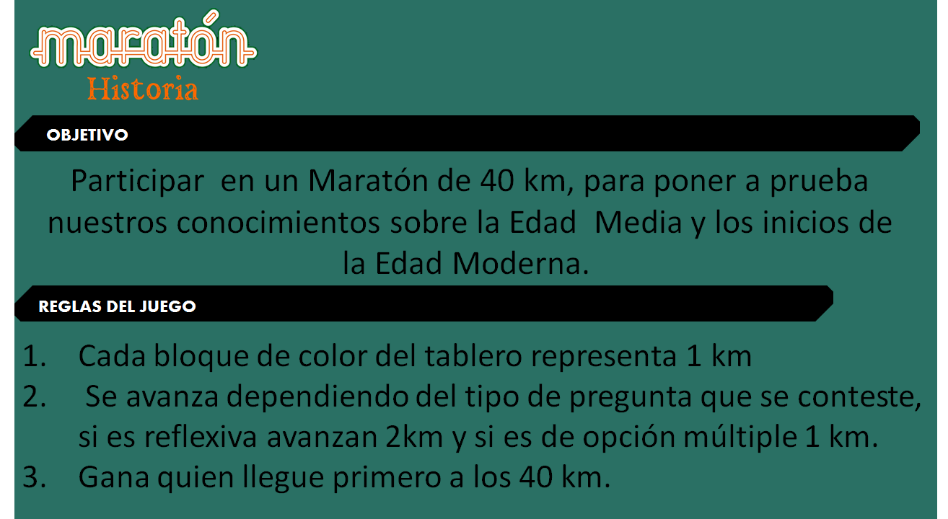 maratón
Historia
OBJETIVO
Participar en un Maratón de 40 km, para poner a prueba
nuestros conocimientos sobre la Edad Media y los inicios de
la Edad Moderna.
REGLAS DEL JUEGO
1. Cada bloque de color del tablero representa 1 km
2. Se avanza dependiendo del tipo de pregunta que se conteste,
si es reflexiva avanzan 2km y si es de opción múltiple 1 km.
3. Gana quien llegue primero a los 40 km.